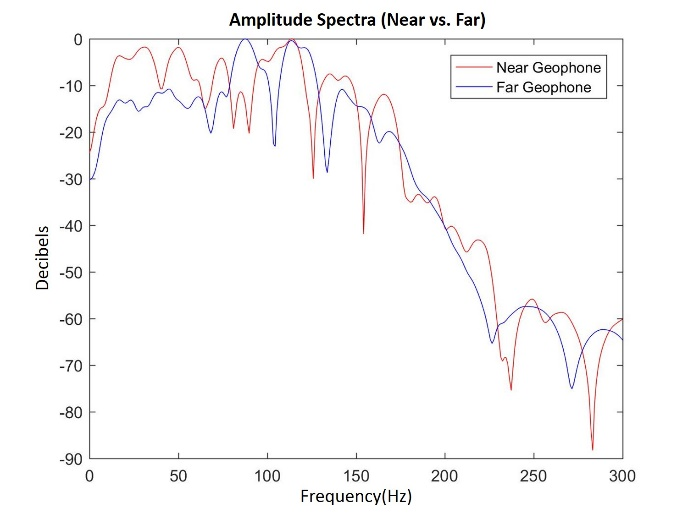 Amplitude Spectra (Near vs. Far)
0
-10
-20
-30
-40
-50
-60
-70
-80
-90
Decibels
Near Geophone
Far Geophone
0 50 100 150 200 250 300
Frequency(Hz)